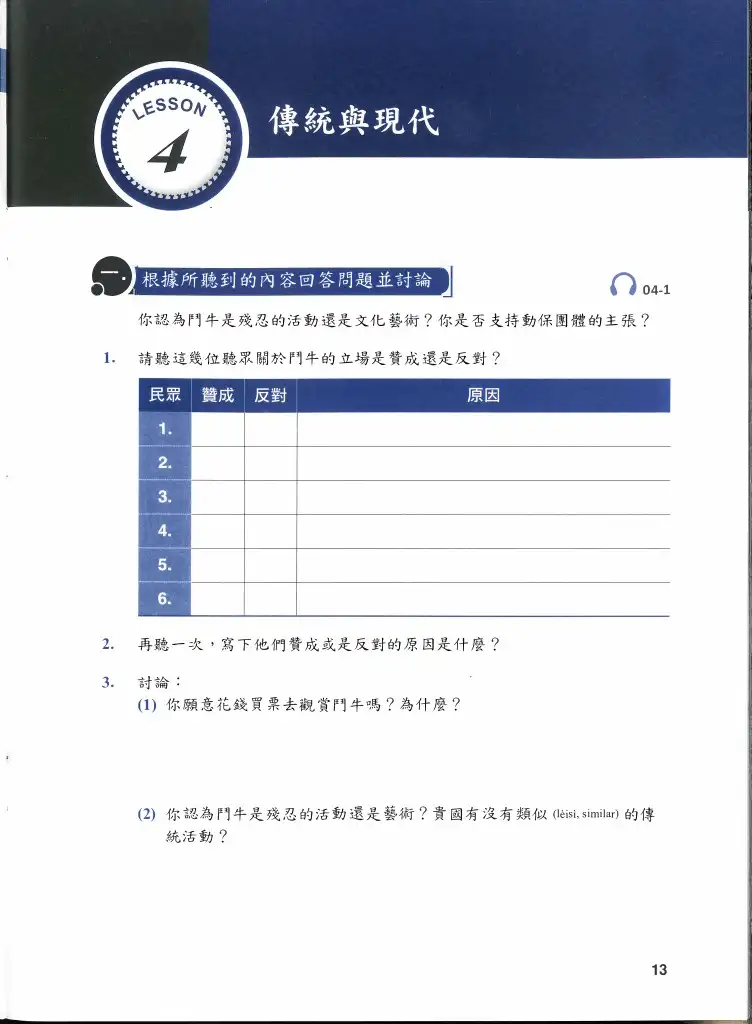 LESSON
4
傳統與現代
一. 根據所聽到的內容回答問題並討論
04-1
你認為鬥牛是殘忍的活動還是文化藝術？你是否支持動保團體的主張？
1. 請聽這幾位聽眾關於鬥牛的立場是贊成還是反對？
民眾 贊成 反對 原因
1.
2.
3.
4.
5.
6.
2. 再聽一次，寫下他們贊成或是反對的原因是什麼？
3. 討論：
(1) 你願意花錢買票去觀賞鬥牛嗎？為什麼？
(2) 你認為鬥牛是殘忍的活動還是藝術？貴國有沒有類似 (lèisì, similar) 的傳
統活動？
13